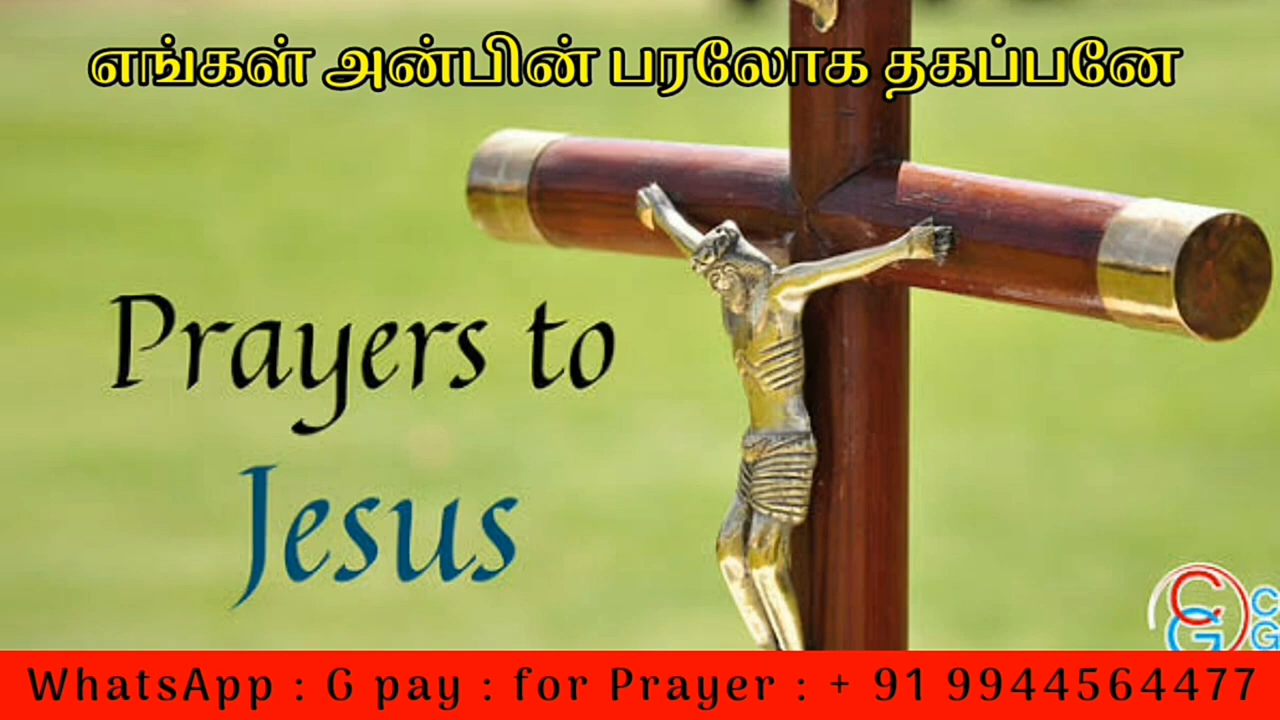 எங்கள் அன்பின் பரலோக தகப்பனே
Prayers to
Jesus
C
G
WhatsApp : G pay : for Prayer : + 91 9944564477